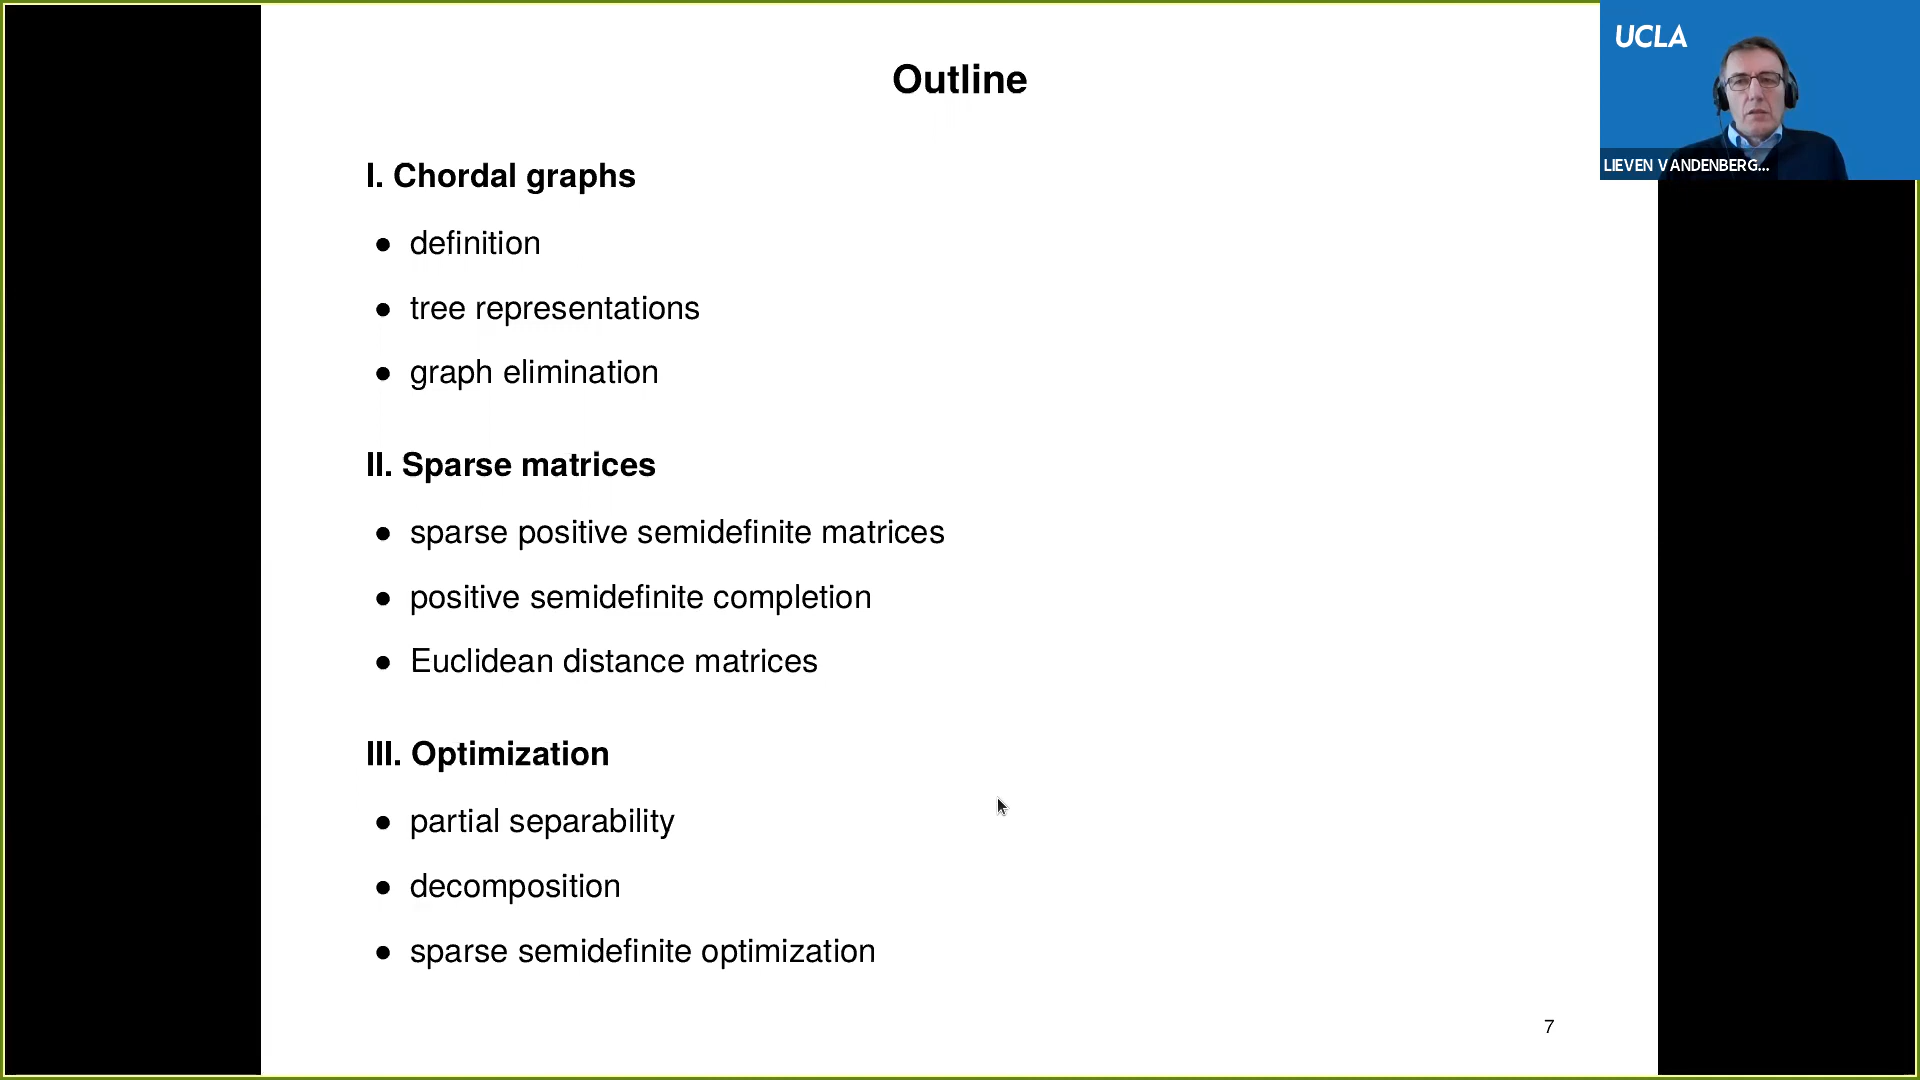 UCLA
LIEVEN VANDENBERG...
Outline
I. Chordal graphs
● definition
● tree representations
● graph elimination
II. Sparse matrices
● sparse positive semidefinite matrices
● positive semidefinite completion
● Euclidean distance matrices
III. Optimization
● partial separability
● decomposition
● sparse semidefinite optimization
7